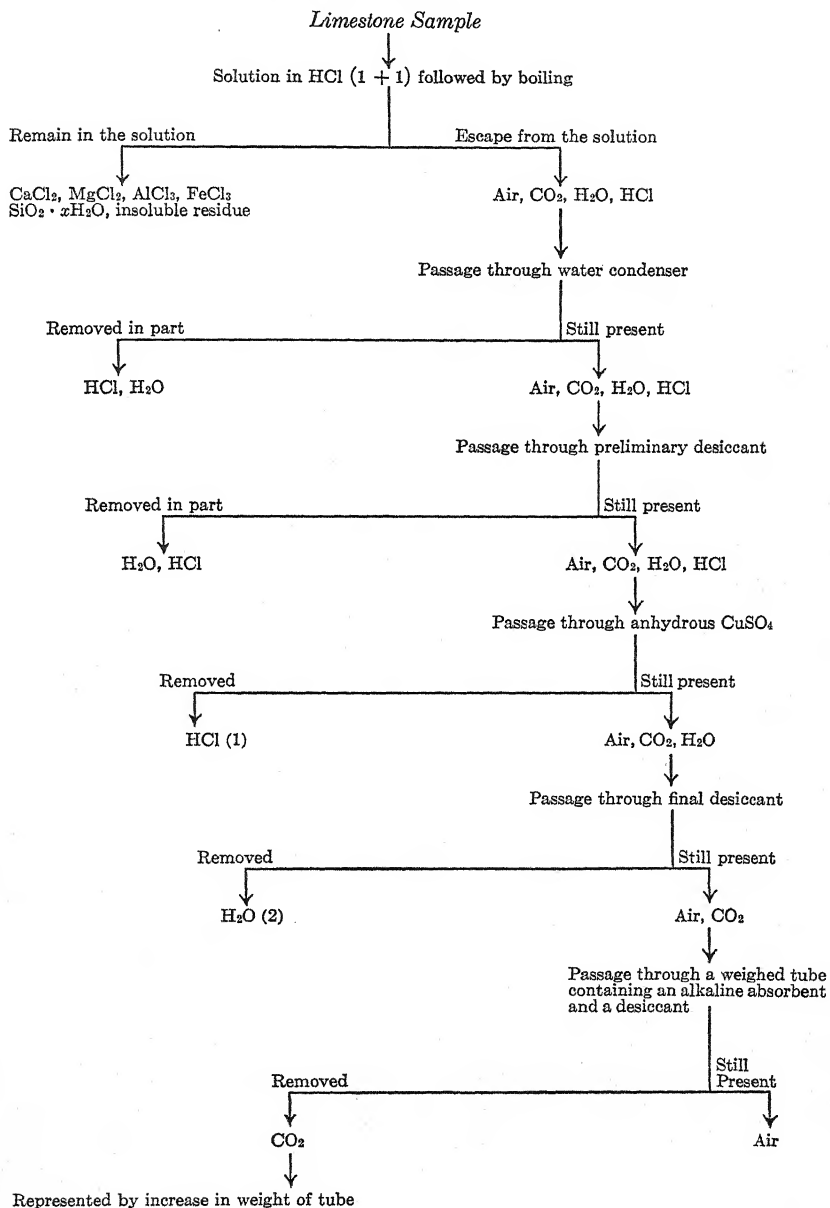 Limestone Sample
Solution in HCl (1 + 1) followed by boiling
Remain in the solution
Escape from the solution
CaCl₂, MgCl₂, AlCl₃, FeCl₃
SiO₂ · xH₂O, insoluble residue
Air, CO₂, H₂O, HCl
Passage through water condenser
Removed in part
Still present
HCl, H₂O
Air, CO₂, H₂O, HCl
Passage through preliminary desiccant
Removed in part
Still present
H₂O, HCl
Air, CO₂, H₂O, HCl
Passage through anhydrous CuSO₄
Removed
Still present
HCl (1)
Air, CO₂, H₂O
Passage through final desiccant
Removed
Still present
H₂O (2)
Air, CO₂
Passage through a weighed tube
containing an alkaline absorbent
and a desiccant
Removed
Still
Present
CO₂
Air
Represented by increase in weight of tube